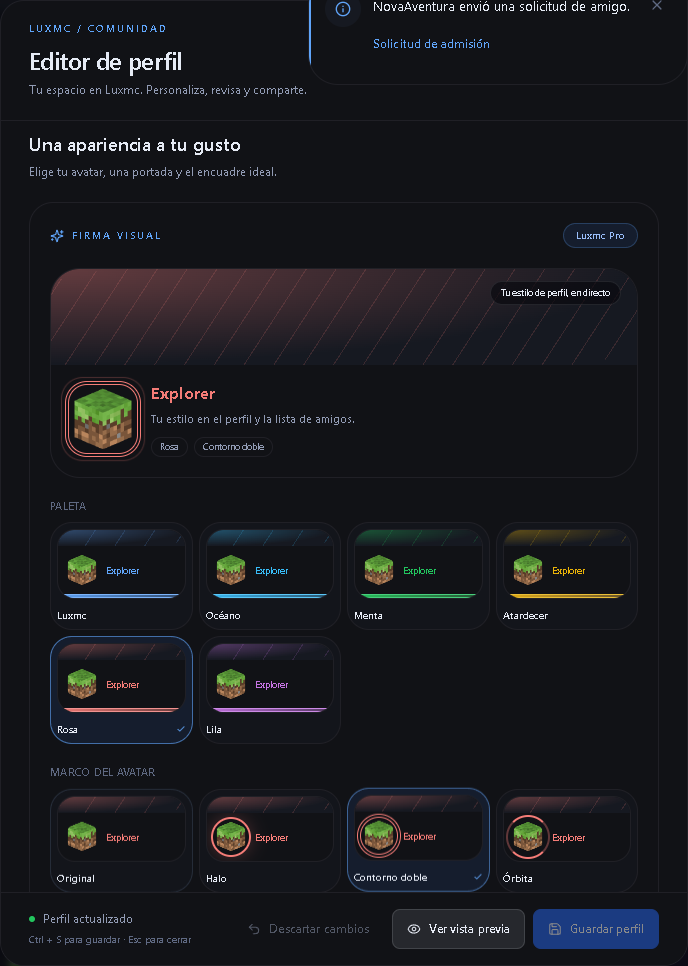 LUXMC / COMUNIDAD
NovaAventura envió una solicitud de amigo.
Solicitud de admisión
Editor de perfil
Tu espacio en Luxmc. Personaliza, revisa y comparte.
Una apariencia a tu gusto
Elige tu avatar, una portada y el encuadre ideal.
FIRMA VISUAL
Luxmc Pro
Tu estilo de perfil, en directo
Explorer
Tu estilo en el perfil y la lista de amigos.
Rosa
Contorno doble
PALETA
Explorer
Luxmc
Explorer
Océano
Explorer
Menta
Explorer
Atardecer
Explorer
Rosa
Explorer
Lila
MARCO DEL AVATAR
Explorer
Original
Explorer
Halo
Explorer
Contorno doble
Explorer
Órbita
Perfil actualizado
Ctrl + S para guardar · Esc para cerrar
Descartar cambios
Ver vista previa
Guardar perfil